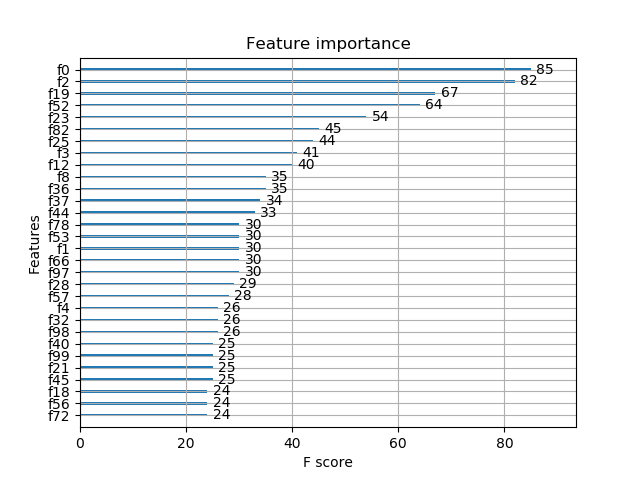 Feature importance
f0 85
f2 82
f19 67
f52 64
f23 54
f82 45
f25 44
f3 41
f12 40
f8 35
f36 35
f37 34
f44 33
f78 30
f53 30
f1 30
f66 30
f97 30
f28 29
f57 28
f4 26
f32 26
f98 26
f40 25
f99 25
f21 25
f45 25
f18 24
f56 24
f72 24
Features
0 20 40 60 80
F score